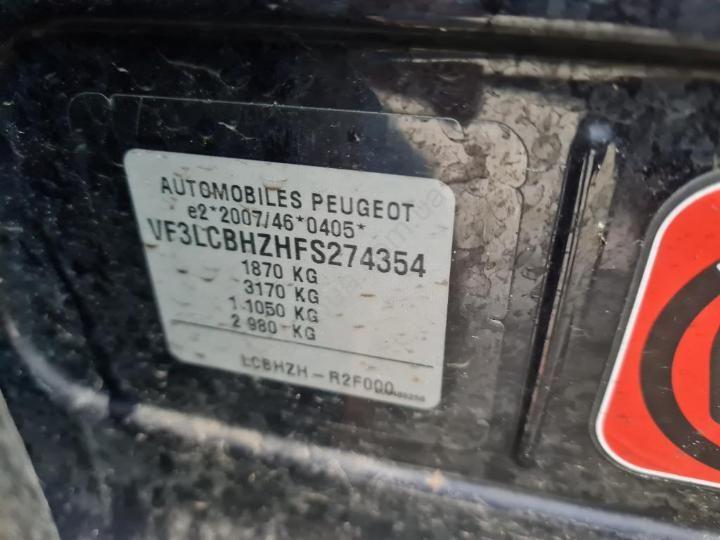 AUTOMOBILES PEUGEOT
e2*2007/46*0405*
VF3LCBHZHFS274354
1870 KG
3170 KG
1 1050 KG
2 980 KG
LCBHZH - R2F000